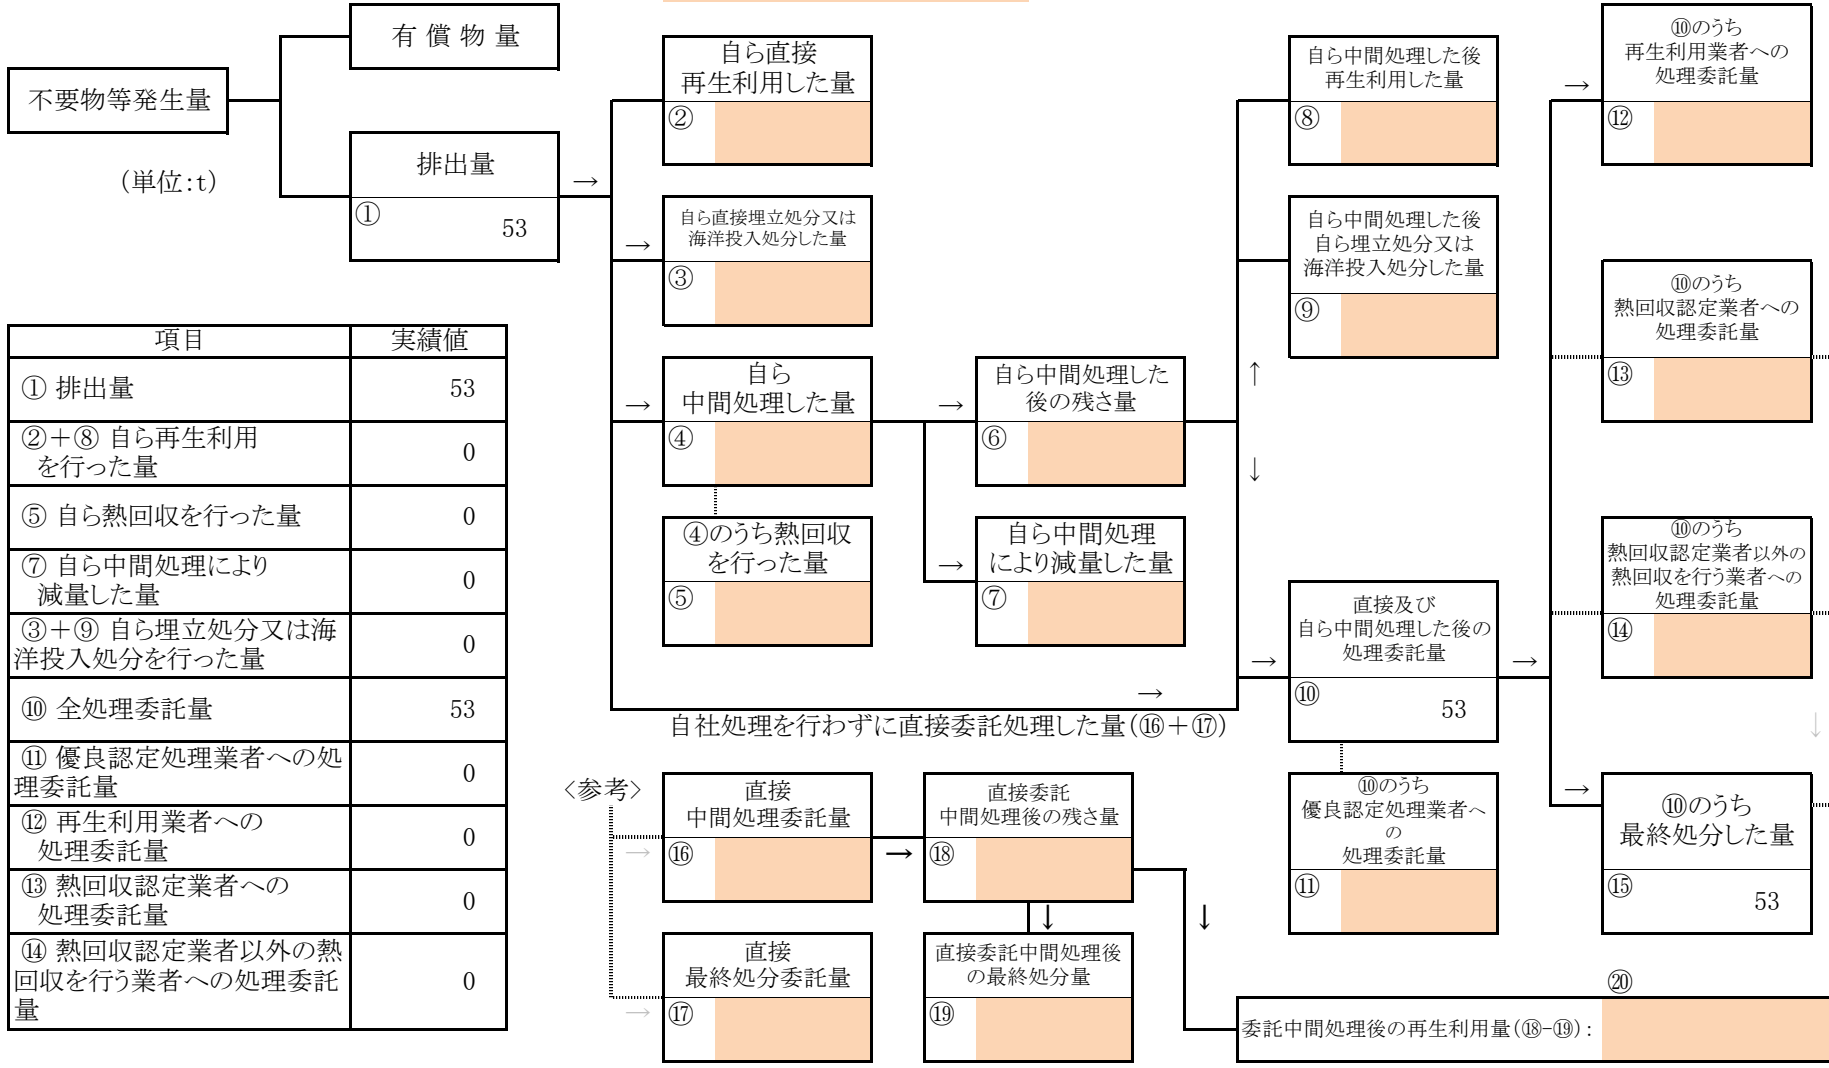 有 償 物 量
不要物等発生量
(単位:t)
排出量
①
53
→
自ら直接
再生利用した量
②
→
自ら直接埋立処分又は
海洋投入処分した量
③
→
自ら
中間処理した量
④
④のうち熱回収
を行った量
⑤
→
自ら中間処理した
後の残さ量
⑥
→
自ら中間処理
により減量した量
⑦
自ら中間処理した後
再生利用した量
⑧
自ら中間処理した後
自ら埋立処分又は
海洋投入処分した量
⑨
↑
↓
→
自社処理を行わずに直接委託処理した量(⑯+⑰)
→
直接及び
自ら中間処理した後の
処理委託量
⑩
53
→
⑩のうち
優良認定処理業者へ
の
処理委託量
⑪
→
⑩のうち
再生利用業者への
処理委託量
⑫
⑩のうち
熱回収認定業者への
処理委託量
⑬
⑩のうち
熱回収認定業者以外の
熱回収を行う業者への
処理委託量
⑭
↓
→
⑩のうち
最終処分した量
⑮
53
項目 実績値
① 排出量 53
②+⑧ 自ら再生利用
を行った量 0
⑤ 自ら熱回収を行った量 0
⑦ 自ら中間処理により
減量した量 0
③+⑨ 自ら埋立処分又は海
洋投入処分を行った量 0
⑩ 全処理委託量 53
⑪ 優良認定処理業者への処
理委託量 0
⑫ 再生利用業者への
処理委託量 0
⑬ 熱回収認定業者への
処理委託量 0
⑭ 熱回収認定業者以外の熱
回収を行う業者への処理委託
量 0
<参考>
→
直接
中間処理委託量
⑯
→
直接委託
中間処理後の残さ量
⑱
↓
↓
→
直接
最終処分委託量
⑰
直接委託中間処理後
の最終処分量
⑲
⑳
委託中間処理後の再生利用量(⑱-⑲):